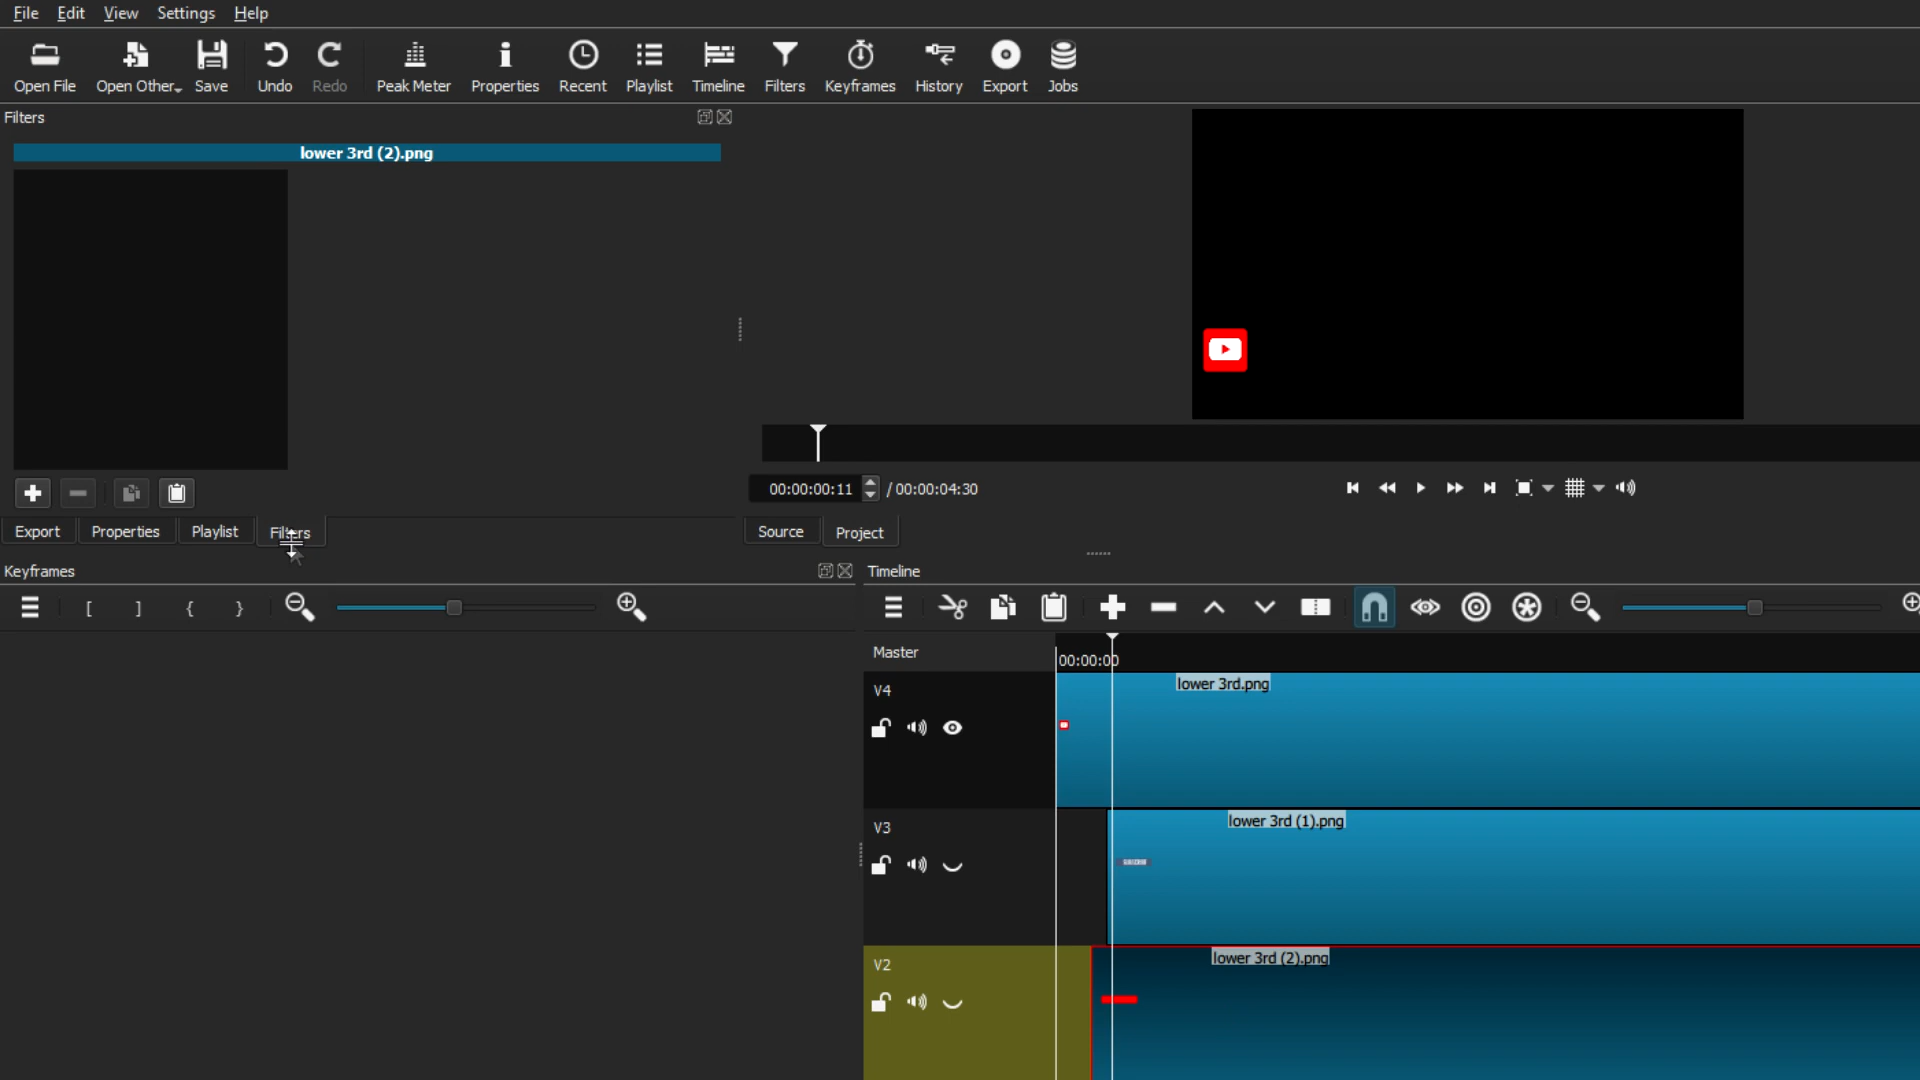 File Edit View Settings Help
Open File Open Other... Save Undo Redo Peak Meter Properties Recent Playlist Timeline Filters Keyframes History Export Jobs
Filters
lower 3rd (2).png
00:00:00:11 / 00:00:04:30
Export Properties Playlist Filters Source Project
Keyframes Timeline
[ ] { }
Master 00:00:00
V4 lower 3rd.png
V3 lower 3rd (1).png
V2 lower 3rd (2).png